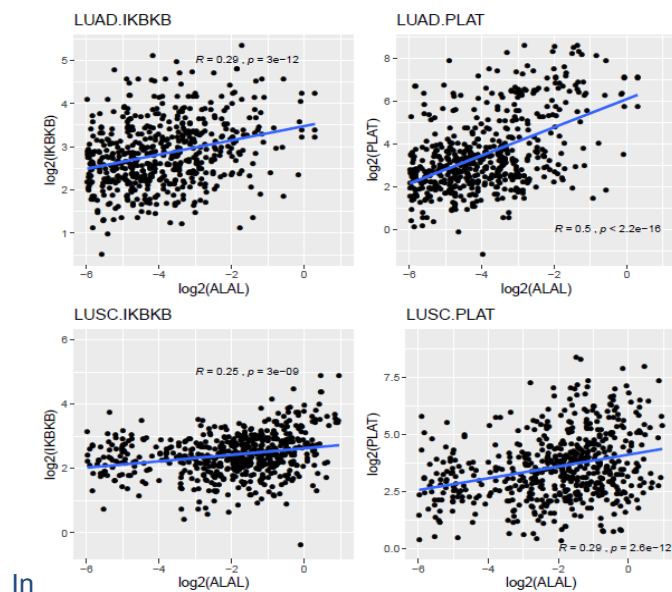 LUAD.IKBKB
5
4
3
2
1
log2(IKBKB)
R = 0.29 , p = 3e-12
-6 -4 -2 0
log2(ALAL)
LUAD.PLAT
8
6
4
2
0
log2(PLAT)
R = 0.5 , p < 2.2e-16
-6 -4 -2 0
log2(ALAL)
LUSC.IKBKB
6
4
2
0
log2(IKBKB)
R = 0.25 , p = 3e-09
-6 -4 -2 0
log2(ALAL)
LUSC.PLAT
7.5
5.0
2.5
0.0
log2(PLAT)
R = 0.29 , p = 2.6e-12
-6 -4 -2 0
log2(ALAL)
In